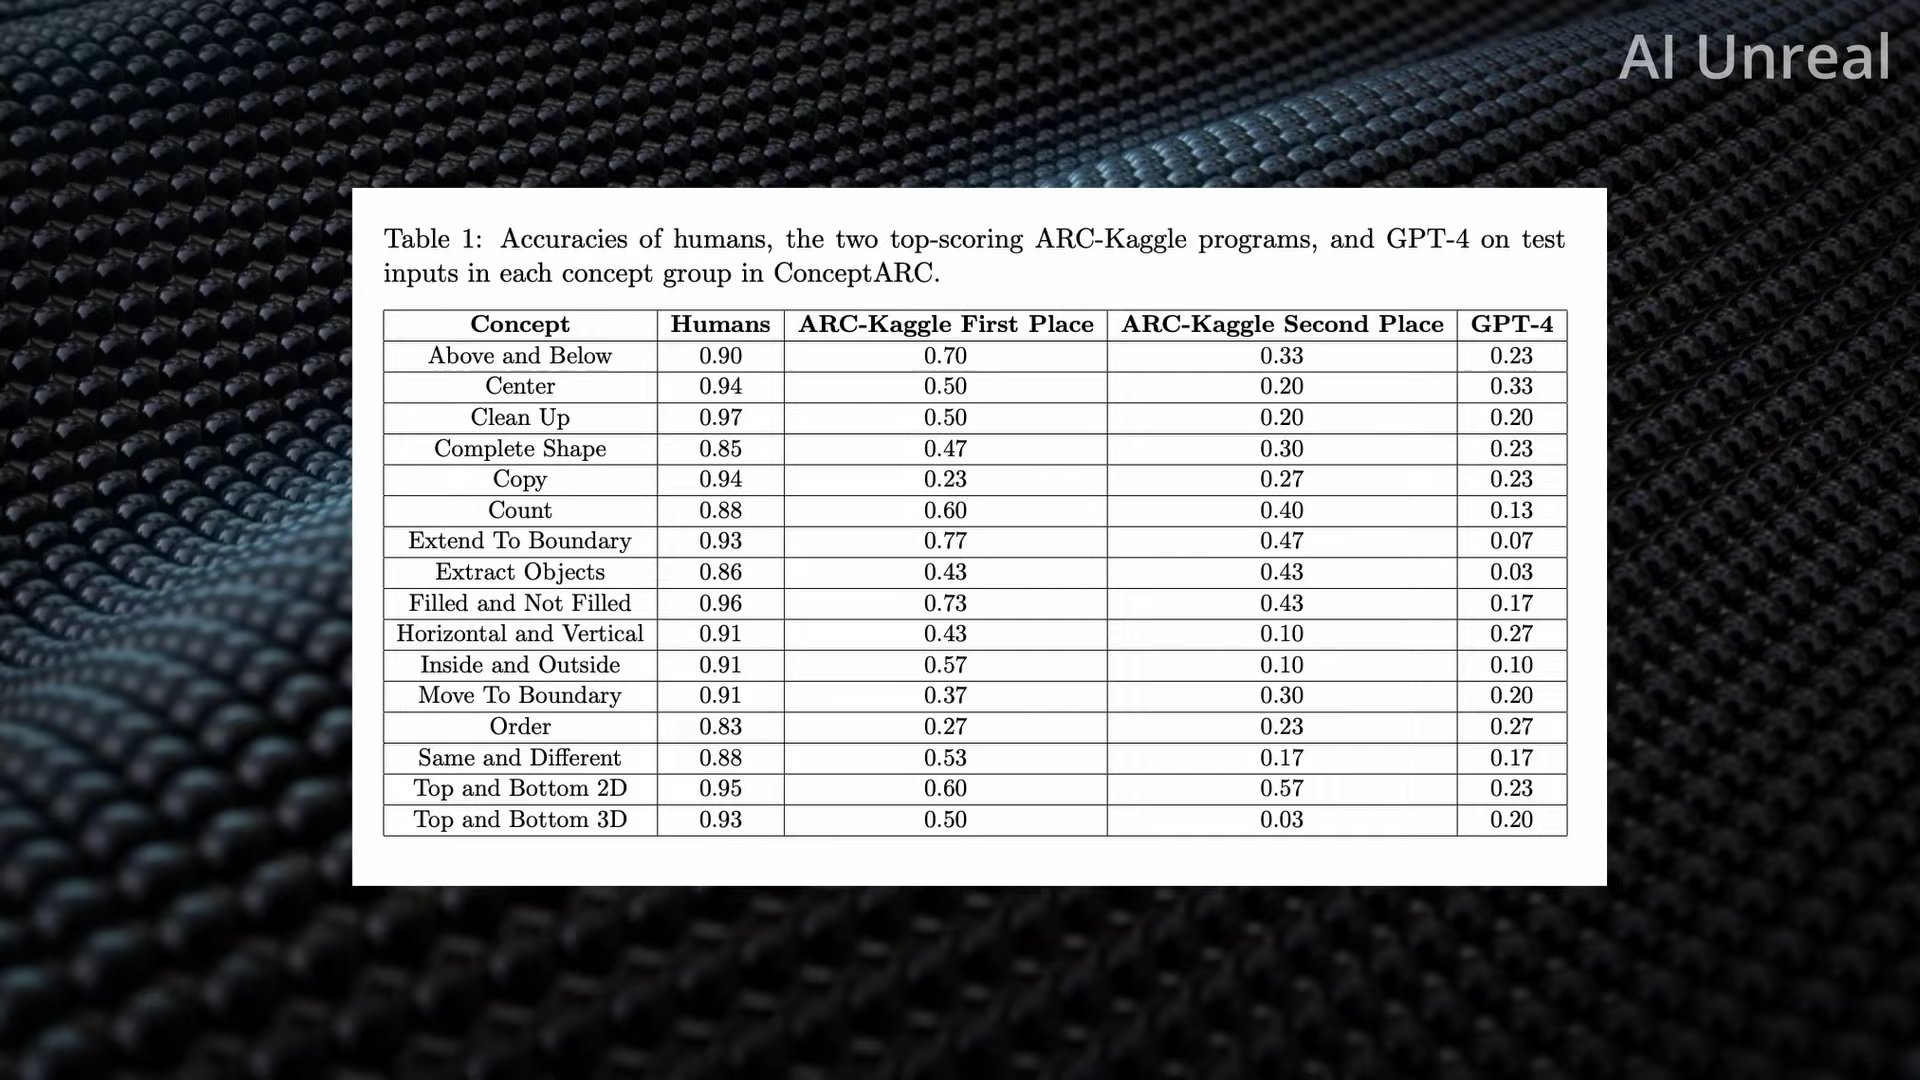 AI Unreal
Table 1: Accuracies of humans, the two top-scoring ARC-Kaggle programs, and GPT-4 on test
inputs in each concept group in ConceptARC.
Concept Humans ARC-Kaggle First Place ARC-Kaggle Second Place GPT-4
Above and Below 0.90 0.70 0.33 0.23
Center 0.94 0.50 0.20 0.33
Clean Up 0.97 0.50 0.20 0.20
Complete Shape 0.85 0.47 0.30 0.23
Copy 0.94 0.23 0.27 0.23
Count 0.88 0.60 0.40 0.13
Extend To Boundary 0.93 0.77 0.47 0.07
Extract Objects 0.86 0.43 0.43 0.03
Filled and Not Filled 0.96 0.73 0.43 0.17
Horizontal and Vertical 0.91 0.43 0.10 0.27
Inside and Outside 0.91 0.57 0.10 0.10
Move To Boundary 0.91 0.37 0.30 0.20
Order 0.83 0.27 0.23 0.27
Same and Different 0.88 0.53 0.17 0.17
Top and Bottom 2D 0.95 0.60 0.57 0.23
Top and Bottom 3D 0.93 0.50 0.03 0.20